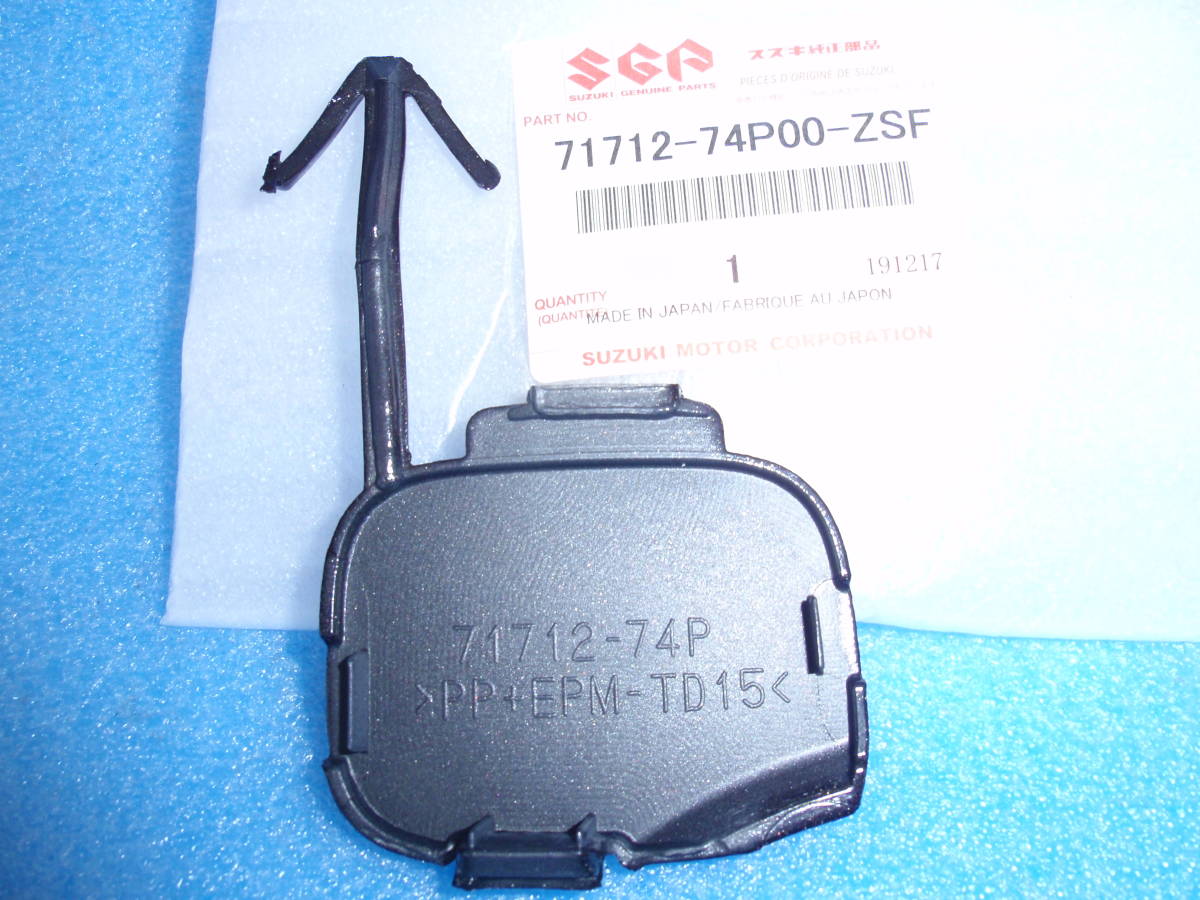 SGP
SUZUKI GENUINE PARTS
スズキ純正部品
PIECES D'ORIGINE DE SUZUKI
PART NO.
71712-74P00-ZSF
1
191217
QUANTITY
(QUANTITE)
MADE IN JAPAN/FABRIQUE AU JAPON
SUZUKI MOTOR CORPORATION
71712-74P
>PP+EPM-TD15<